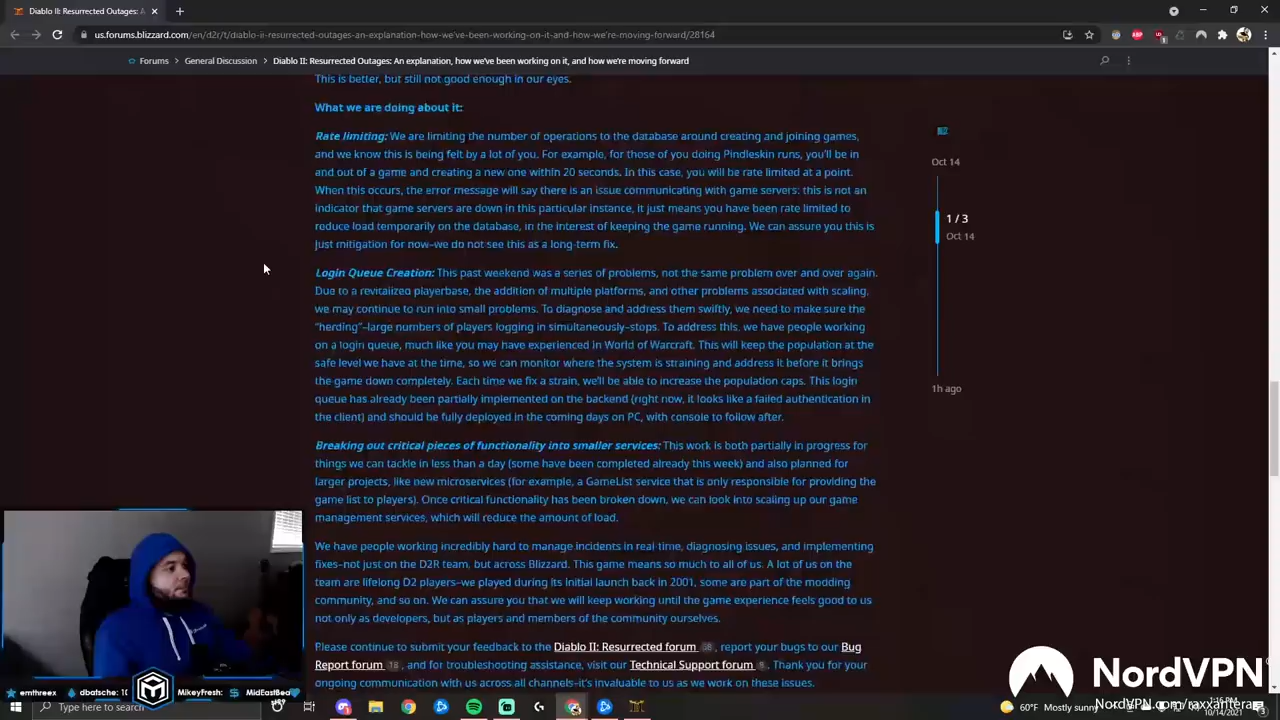 Diablo II: Resurrected Outages: A
us.forums.blizzard.com/en/d2r/t/diablo-ii-resurrected-outages-an-explanation-how-we've-been-working-on-it-and-how-we're-moving-forward/28164
Forums > General Discussion > Diablo II: Resurrected Outages: An explanation, how we've been working on it, and how we're moving forward
This is better, but still not good enough in our eyes.
What we are doing about it:
Rate limiting: We are limiting the number of operations to the database around creating and joining games,
and we know this is being felt by a lot of you. For example, for those of you doing Pindleskin runs, you'll be in
and out of a game and creating a new one within 20 seconds. In this case, you will be rate limited at a point.
When this occurs, the error message will say there is an issue communicating with game servers: this is not an
indicator that game servers are down in this particular instance, it just means you have been rate limited to
reduce load temporarily on the database, in the interest of keeping the game running. We can assure you this is
just mitigation for now–we do not see this as a long-term fix.
Login Queue Creation: This past weekend was a series of problems, not the same problem over and over again.
Due to a revitalized playerbase, the addition of multiple platforms, and other problems associated with scaling,
we may continue to run into small problems. To diagnose and address them swiftly, we need to make sure the
“herding”–large numbers of players logging in simultaneously–stops. To address this, we have people working
on a login queue, much like you may have experienced in World of Warcraft. This will keep the population at the
safe level we have at the time, so we can monitor where the system is straining and address it before it brings
the game down completely. Each time we fix a strain, we'll be able to increase the population caps. This login
queue has already been partially implemented on the backend (right now, it looks like a failed authentication in
the client) and should be fully deployed in the coming days on PC, with console to follow after.
Breaking out critical pieces of functionality into smaller services: This work is both partially in progress for
things we can tackle in less than a day (some have been completed already this week) and also planned for
larger projects, like new microservices (for example, a GameList service that is only responsible for providing the
game list to players). Once critical functionality has been broken down, we can look into scaling up our game
management services, which will reduce the amount of load.
We have people working incredibly hard to manage incidents in real-time, diagnosing issues, and implementing
fixes–not just on the D2R team, but across Blizzard. This game means so much to all of us. A lot of us on the
team are lifelong D2 players–we played during its initial launch back in 2001, some are part of the modding
community, and so on. We can assure you that we will keep working until the game experience feels good to us
not only as developers, but as players and members of the community ourselves.
Please continue to submit your feedback to the Diablo II: Resurrected forum, report your bugs to our Bug
Report forum, and for troubleshooting assistance, visit our Technical Support forum. Thank you for your
ongoing communication with us across all channels–it's invaluable to us as we work on these issues.
Oct 14
1 / 3
Oct 14
1h ago
emthreex
dbatsche: 10
MikeyFresh:
MidEastBea
NordVPN
NordVPN.com/raxxanterax
Type here to search
60°F Mostly sunny
1:16 PM
10/14/2021